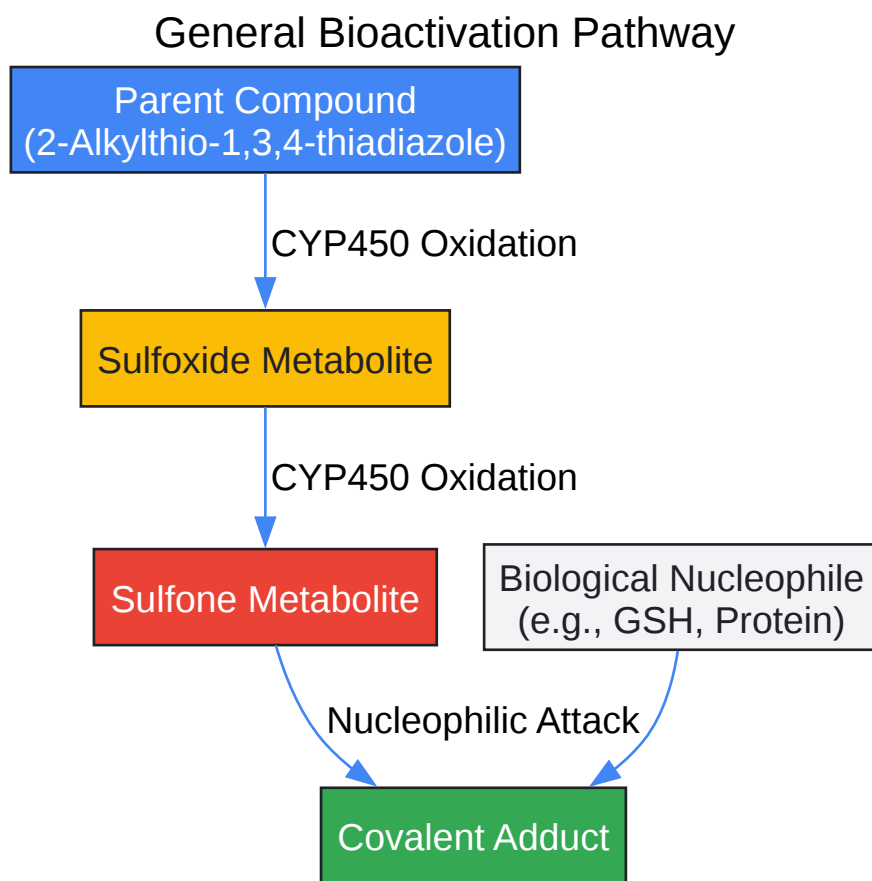 General Bioactivation Pathway
Parent Compound
(2-Alkylthio-1,3,4-thiadiazole)
CYP450 Oxidation
Sulfoxide Metabolite
CYP450 Oxidation
Sulfone Metabolite
Biological Nucleophile
(e.g., GSH, Protein)
Nucleophilic Attack
Covalent Adduct